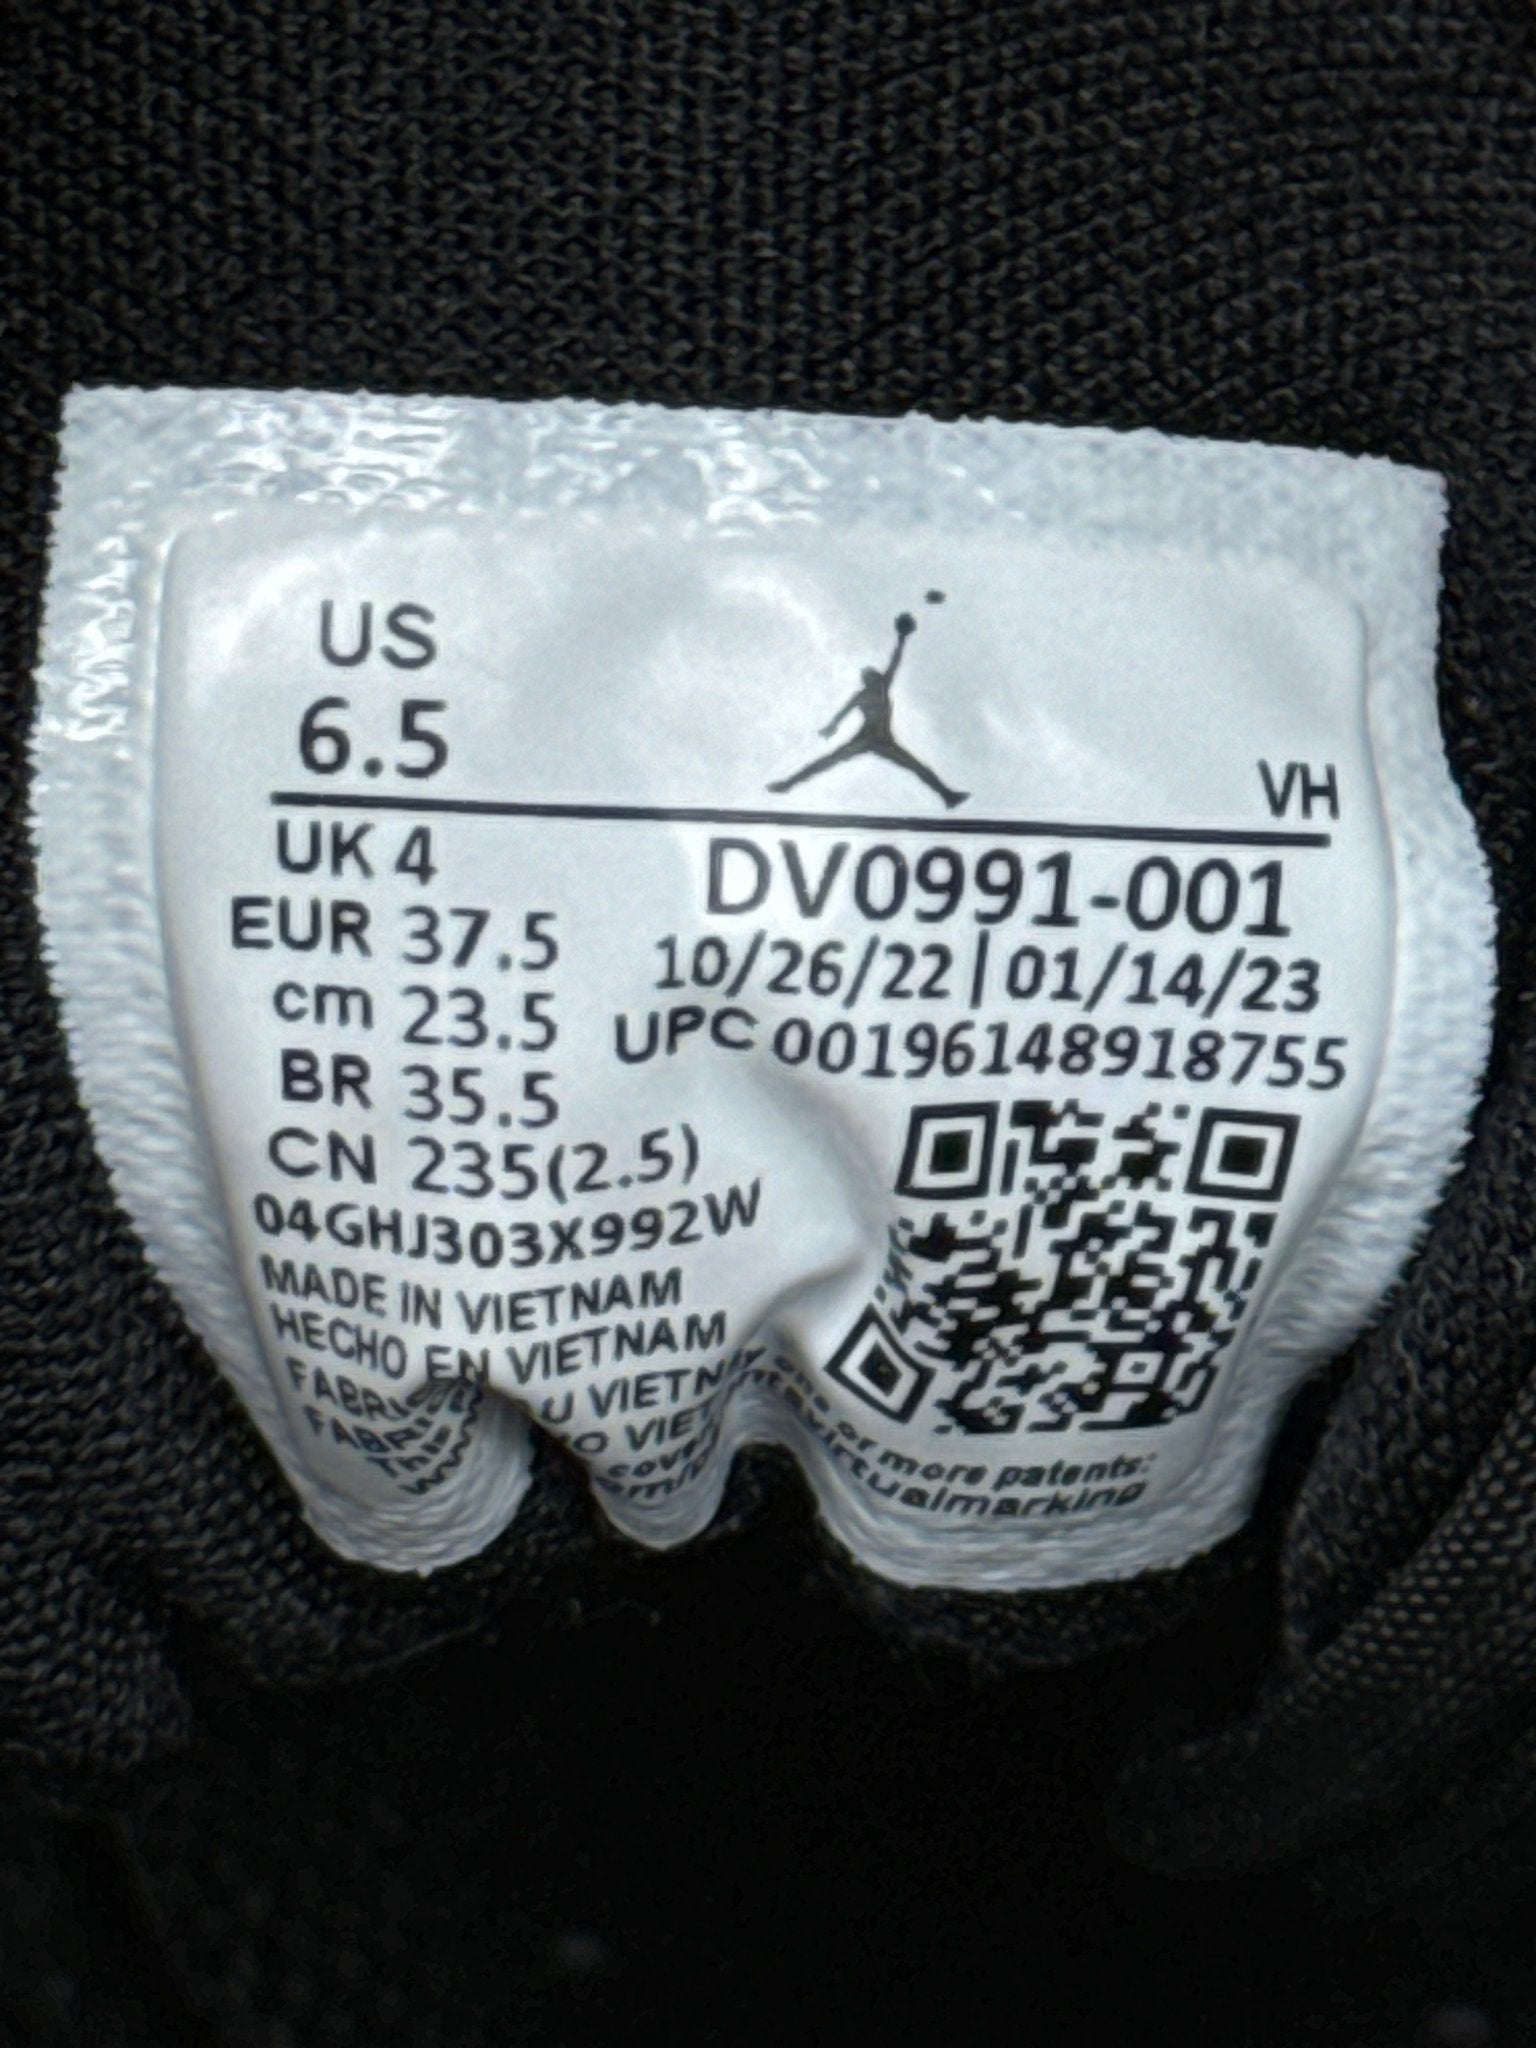 US
6.5
VH
UK 4
EUR 37.5
cm 23.5
BR 35.5
CN 235(2.5)
DV0991-001
10/26/22 | 01/14/23
UPC 00196148918755
04GHJ303X992W
MADE IN VIETNAM
HECHO EN VIETNAM
or more patents: